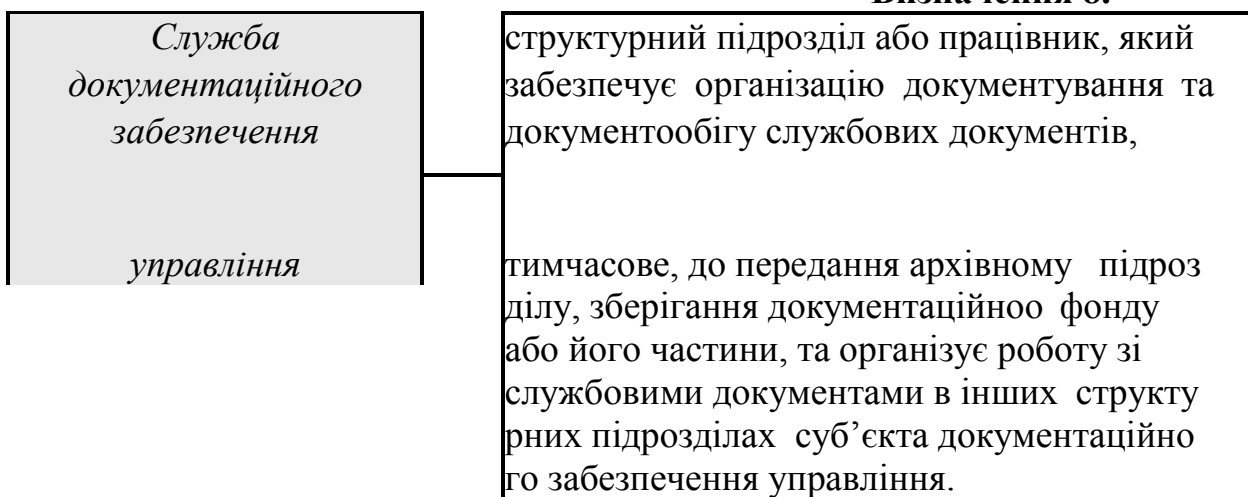 Служба
документаційного
забезпечення
управління
структурний підрозділ або працівник, який
забезпечує організацію документування та
документообігу службових документів,
тимчасове, до передання архівному підроз
ділу, зберігання документаційноо фонду
або його частини, та організує роботу зі
службовими документами в інших структу
рних підрозділах суб’єкта документаційно
го забезпечення управління.